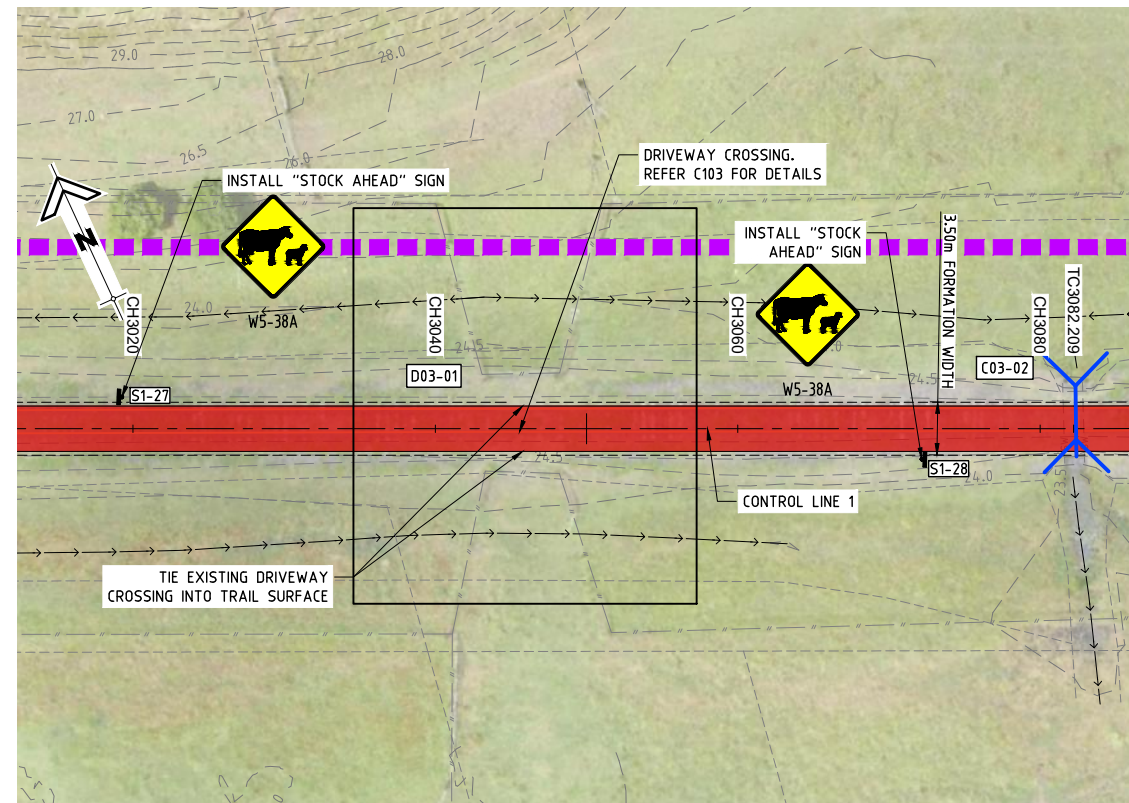 29.0
28.0
27.0
26.5
26.0
DRIVEWAY CROSSING.
REFER C103 FOR DETAILS
INSTALL "STOCK AHEAD" SIGN
N
INSTALL "STOCK
AHEAD" SIGN
3.50m FORMATION WIDTH
TC3082.209
CH3020
24.0
W5-38A
CH3040
24.5
CH3060
CH3080
D03-01
W5-38A
24.5
C03-02
S1-27
24.5
S1-28
24.0
23.5
CONTROL LINE 1
TIE EXISTING DRIVEWAY
CROSSING INTO TRAIL SURFACE